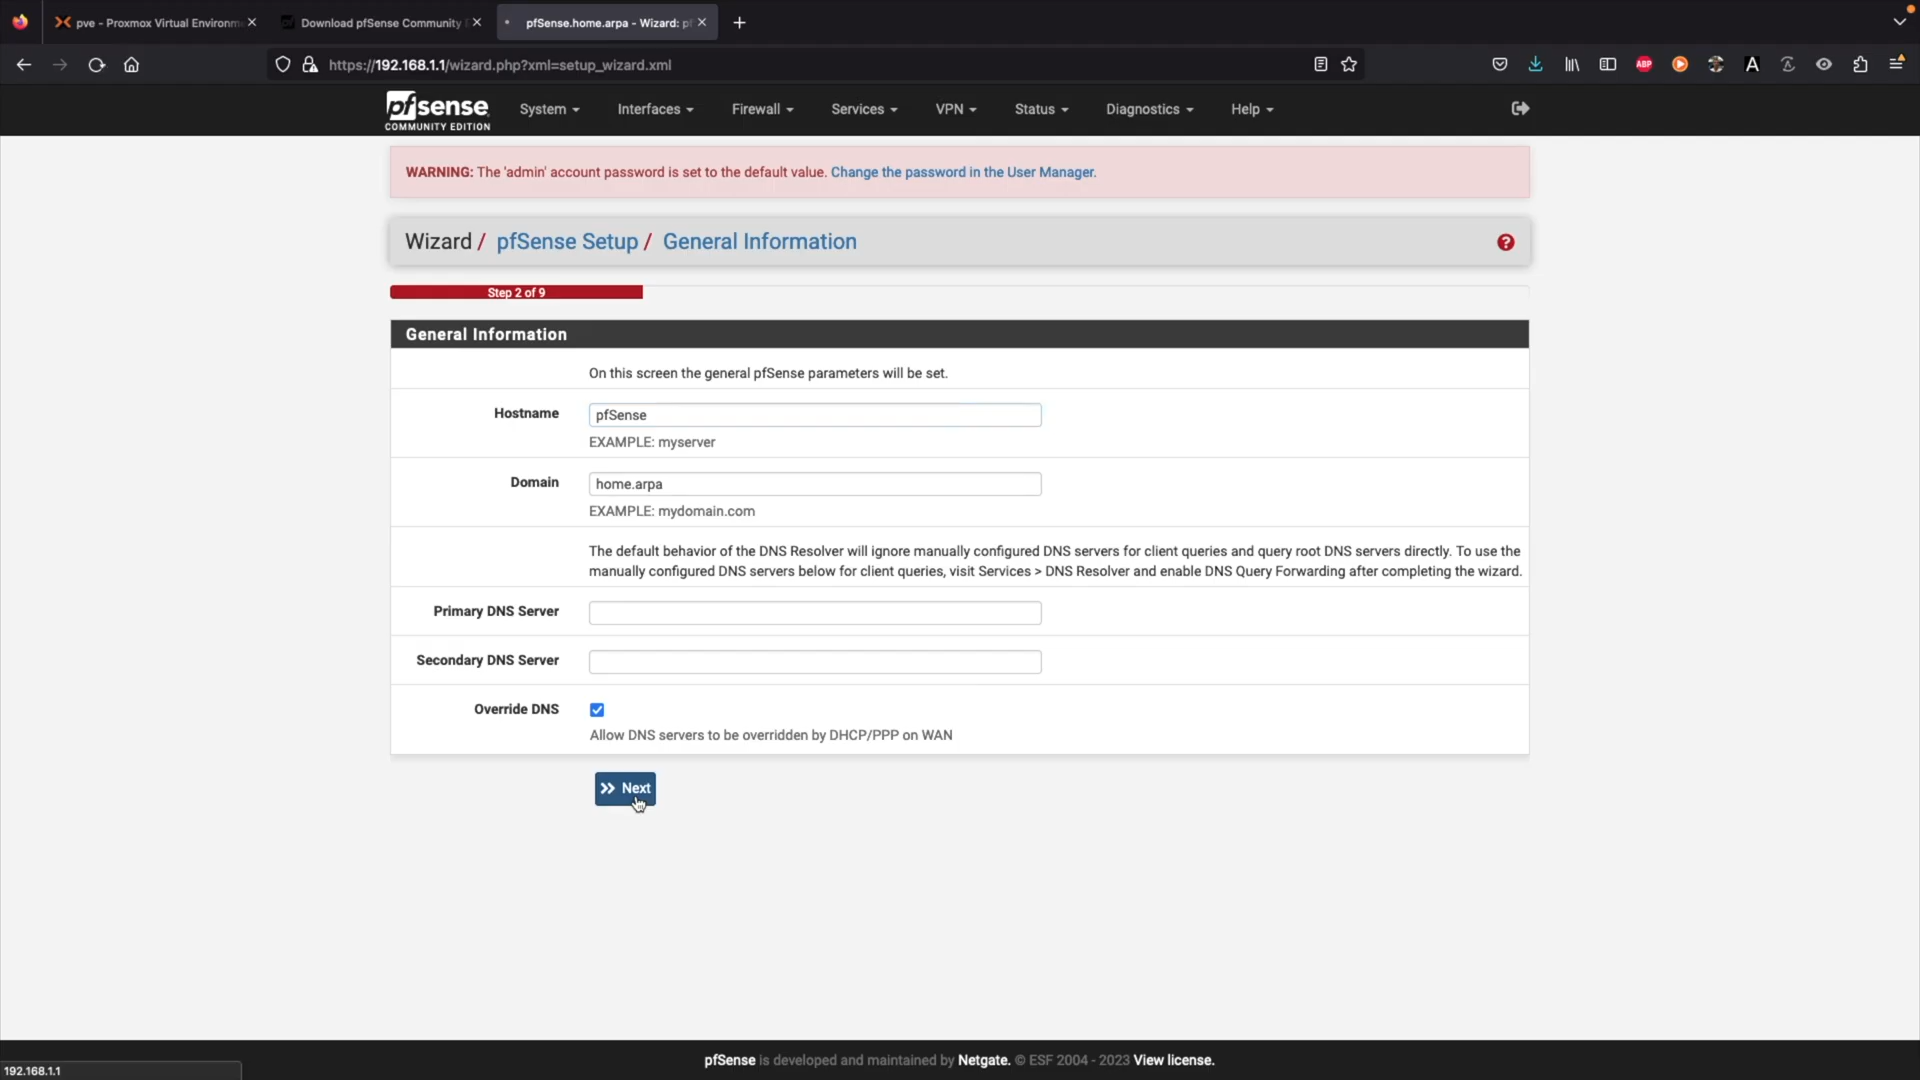 pve - Proxmox Virtual Environm
Download pfSense Community E
pfSense.home.arpa - Wizard: pf
https://192.168.1.1/wizard.php?xml=setup_wizard.xml
ABP
A
pfsense
COMMUNITY EDITION
System
Interfaces
Firewall
Services
VPN
Status
Diagnostics
Help
WARNING: The 'admin' account password is set to the default value. Change the password in the User Manager.
Wizard / pfSense Setup / General Information
?
Step 2 of 9
General Information
On this screen the general pfSense parameters will be set.
Hostname
pfSense
EXAMPLE: myserver
Domain
home.arpa
EXAMPLE: mydomain.com
The default behavior of the DNS Resolver will ignore manually configured DNS servers for client queries and query root DNS servers directly. To use the
manually configured DNS servers below for client queries, visit Services > DNS Resolver and enable DNS Query Forwarding after completing the wizard.
Primary DNS Server
Secondary DNS Server
Override DNS
Allow DNS servers to be overridden by DHCP/PPP on WAN
Next
pfSense is developed and maintained by Netgate. © ESF 2004 - 2023 View license.
192.168.1.1